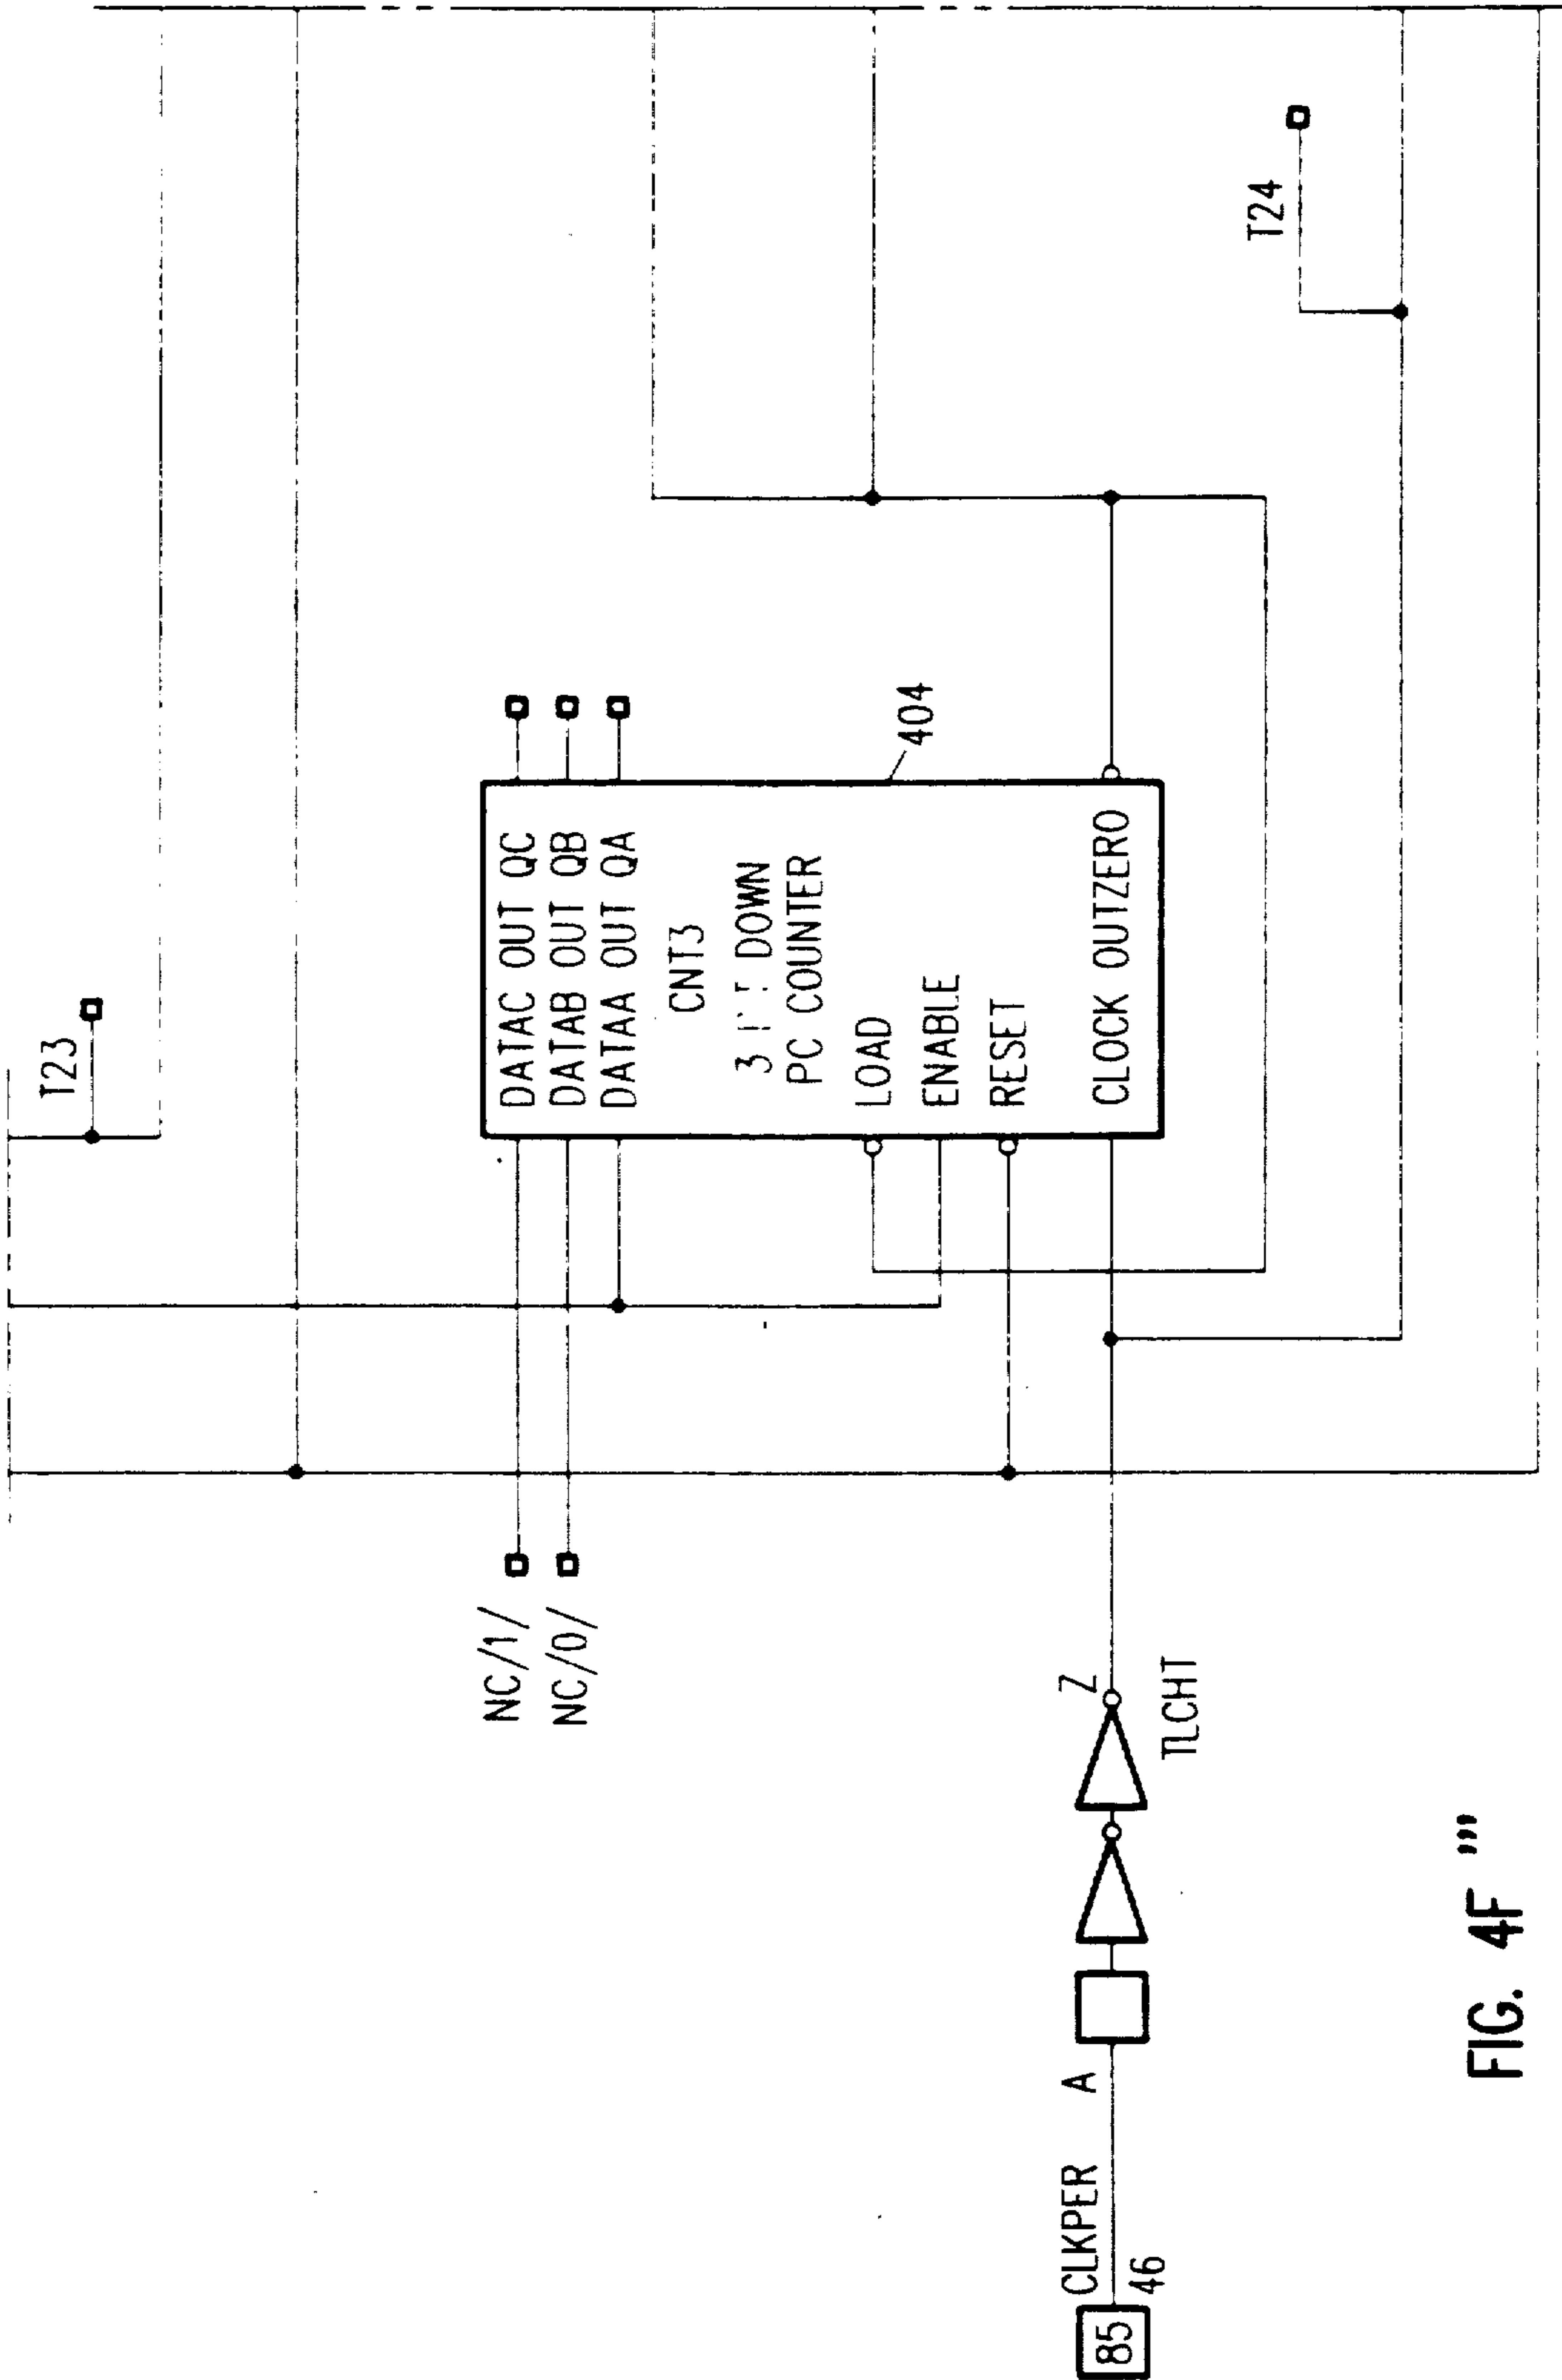 T23
T24
NC/1/
NC/0/
DATAC OUT QC
DATAB OUT QB
DATAA OUT QA
CNT3
3 DOWN
PC COUNTER
LOAD
ENABLE
RESET
CLOCK OUTZERO
404
85
CLKPER A
46
Z
TLCHT
FIG. 4F "'